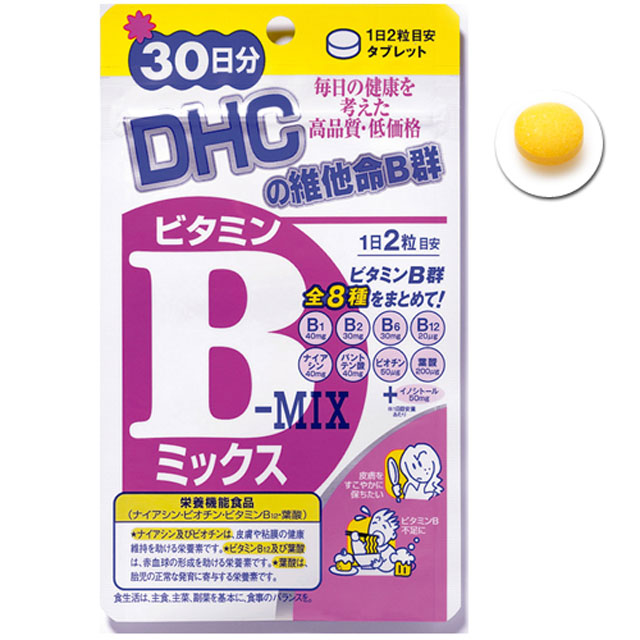 30日分
1日2粒目安
タブレット
毎日の健康を
考えた
高品質・低価格
DHC
の維他命B群
ビタミン
B
-MIX
ミックス
1日2粒目安
ビタミンB群
全8種をまとめて!
B1
40mg
B2
30mg
B6
30mg
B12
20μg
ナイア
シン
40mg
パント
テン酸
40mg
ビオチン
50μg
葉酸
200μg
+イノシトール
50mg
※1日目安量
あたり
皮膚を
すこやかに
保ちたい
ビタミンB
不足に
栄養機能食品
(ナイアシン・ビオチン・ビタミンB12・葉酸)
★ナイアシン及びビオチンは、皮膚や粘膜の健康
維持を助ける栄養素です。★ビタミンB12及び葉酸
は、赤血球の形成を助ける栄養素です。★葉酸は、
胎児の正常な発育に寄与する栄養素です。
食生活は、主食、主菜、副菜を基本に、食事のバランスを。